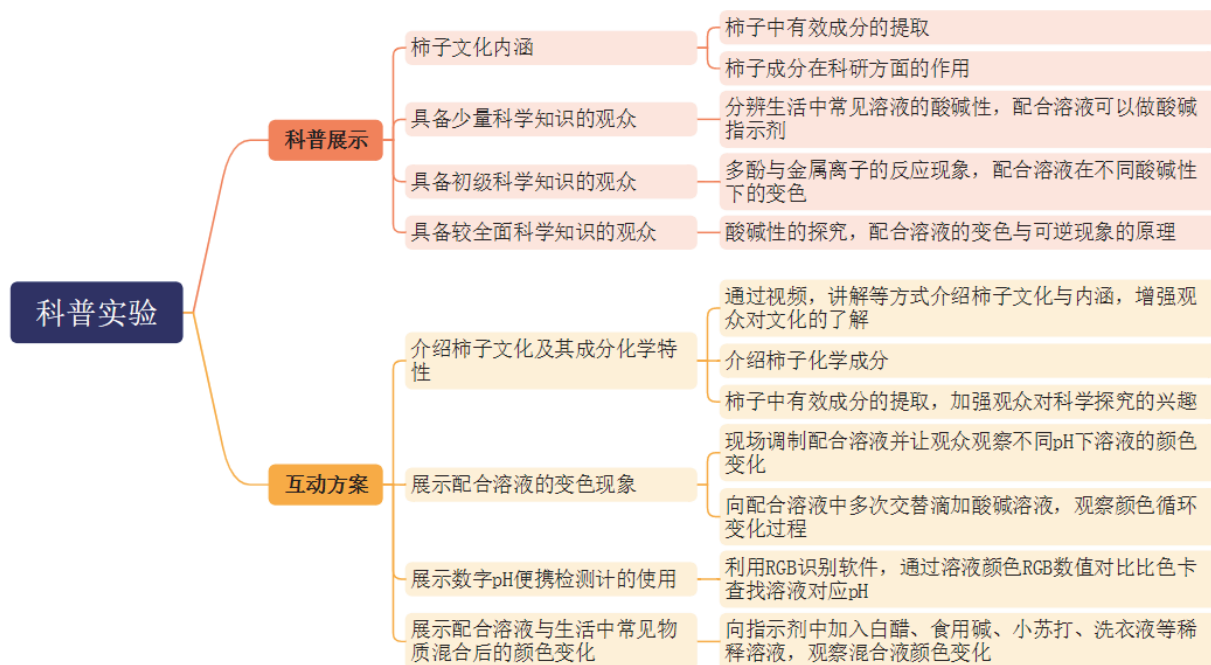 科普实验
科普展示
柿子文化内涵
柿子中有效成分的提取
柿子成分在科研方面的作用
具备少量科学知识的观众
分辨生活中常见溶液的酸碱性，配合溶液可以做酸碱
指示剂
具备初级科学知识的观众
多酚与金属离子的反应现象，配合溶液在不同酸碱性
下的变色
具备较全面科学知识的观众
酸碱性的探究，配合溶液的变色与可逆现象的原理
互动方案
介绍柿子文化及其成分化学特
性
通过视频，讲解等方式介绍柿子文化与内涵，增强观
众对文化的了解
介绍柿子化学成分
柿子中有效成分的提取，加强观众对科学探究的兴趣
展示配合溶液的变色现象
现场调制配合溶液并让观众观察不同pH下溶液的颜色
变化
向配合溶液中多次交替滴加酸碱溶液，观察颜色循环
变化过程
展示数字pH便携检测计的使用
利用RGB识别软件，通过溶液颜色RGB数值对比比色卡
查找溶液对应pH
展示配合溶液与生活中常见物
质混合后的颜色变化
向指示剂中加入白醋、食用碱、小苏打、洗衣液等稀
释溶液，观察混合液颜色变化